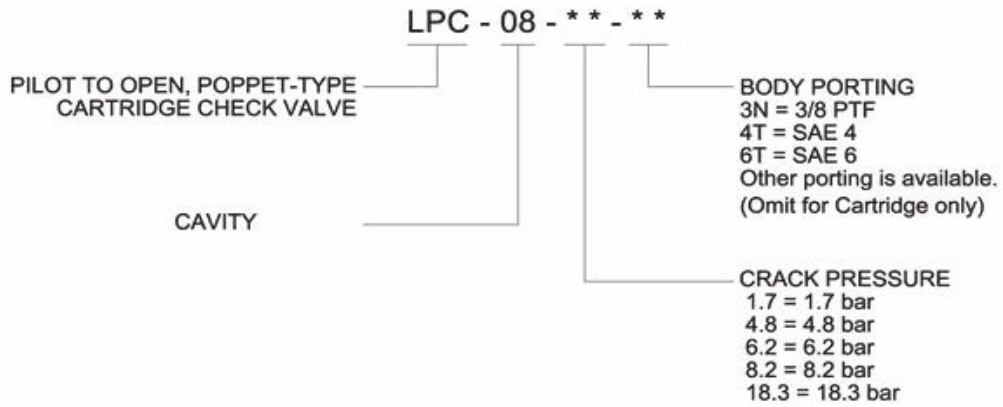 LPC - 08 - * * - * *
PILOT TO OPEN, POPPET-TYPE
CARTRIDGE CHECK VALVE
CAVITY
BODY PORTING
3N = 3/8 PTF
4T = SAE 4
6T = SAE 6
Other porting is available.
(Omit for Cartridge only)
CRACK PRESSURE
1.7 = 1.7 bar
4.8 = 4.8 bar
6.2 = 6.2 bar
8.2 = 8.2 bar
18.3 = 18.3 bar